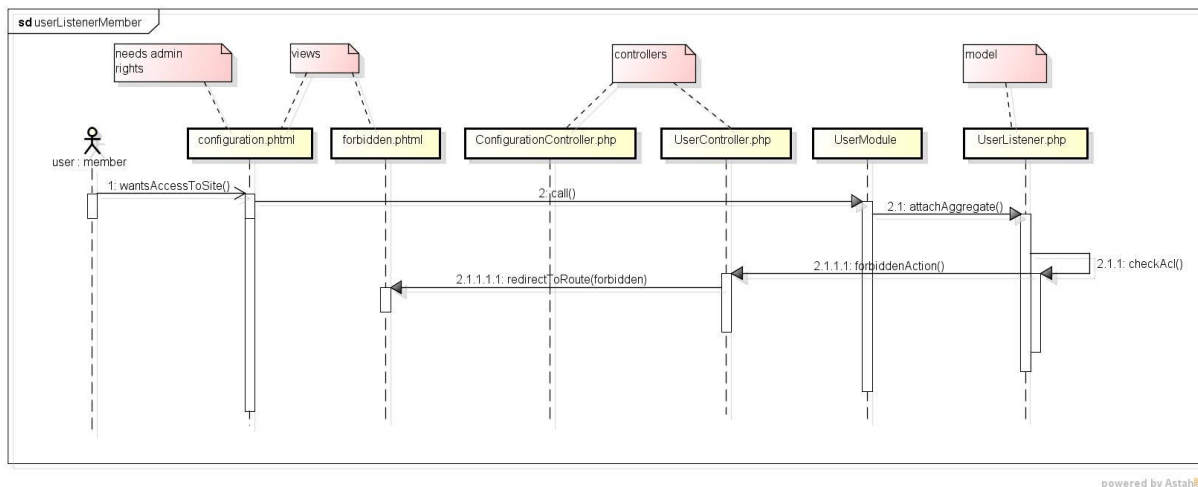 sd userListenerMember
needs admin
rights
views
controllers
model
configuration.phtml
forbidden.phtml
ConfigurationController.php
UserController.php
UserModule
UserListener.php
user : member
1: wantsAccessToSite()
2: call()
2.1: attachAggregate()
2.1.1: checkAcl()
2.1.1.1: forbiddenAction()
2.1.1.1.1: redirectToRoute(forbidden)
powered by Astah